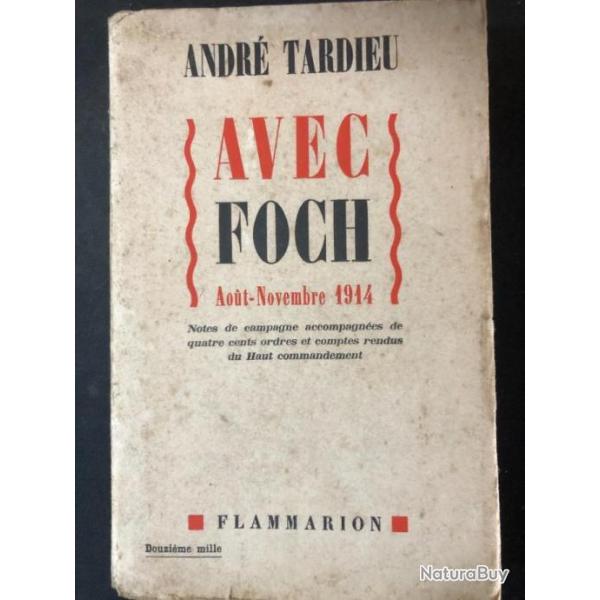 ANDRÉ TARDIEU
AVEC
FOCH
Août-Novembre 1914
Notes de campagne accompagnées de
quatre cents ordres et comptes rendus
du Haut commandement
FLAMMARION
Douzième mille
NaturaBuy